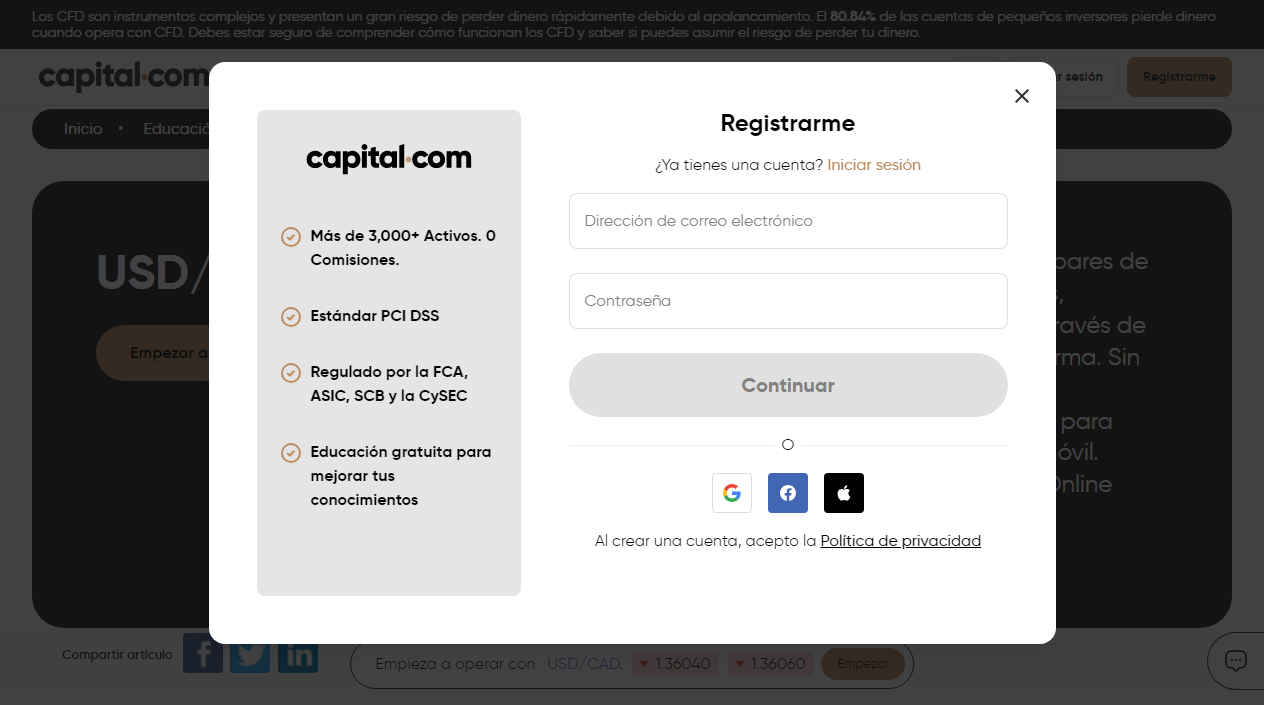 Los CFD son instrumentos complejos y presentan un gran riesgo de perder dinero rápidamente debido al apalancamiento. El 80.84% de las cuentas de pequeños inversores pierde dinero
cuando opera con CFD. Debes estar seguro de comprender cómo funcionan los CFD y saber si puedes asumir el riesgo de perder tu dinero.
capital.com
sesión
Registrarme
Inicio • Educació
USD/
Empezar a
pares de
través de
rma. Sin
para
óvil.
Online
capital.com
Más de 3,000+ Activos. 0
Comisiones.
Estándar PCI DSS
Regulado por la FCA,
ASIC, SCB y la CySEC
Educación gratuita para
mejorar tus
conocimientos
Registrarme
¿Ya tienes una cuenta? Iniciar sesión
Dirección de correo electrónico
Contraseña
Continuar
O
Al crear una cuenta, acepto la Política de privacidad
Compartir artículo
Empieza a operar con USD/CAD. 1.36040 1.36060 Empezar